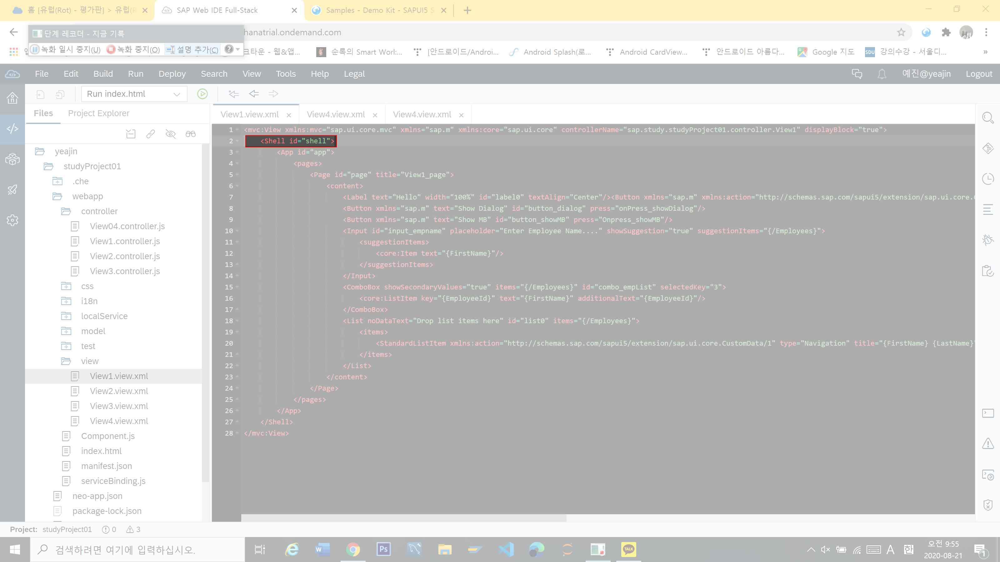 홈 [유럽(Rot) - 평가판] > 유럽(R
SAP Web IDE Full-Stack
Samples - Demo Kit - SAPUI5 S
단계 레코더 - 지금 기록
hanatrial.ondemand.com
녹화 일시 중지(U)
녹화 중지(O)
설명 추가(C)
크타운 - 웹&앱...
순록의 Smart Worl:...
[안드로이드/Androi...
Android Splash(로...
Android CardView...
안드로이드 아름다...
Google 지도
SDU
강의수강 - 서울디...
»
File Edit Build Run Deploy Search View Tools Help Legal
예진@yeajin
Logout
Run index.html
Files
Project Explorer
View1.view.xml
View4.view.xml
View4.view.xml
yeajin
studyProject01
.che
webapp
controller
View04.controller.js
View1.controller.js
View2.controller.js
View3.controller.js
css
i18n
localService
model
test
view
View1.view.xml
View2.view.xml
View3.view.xml
View4.view.xml
Component.js
index.html
manifest.json
serviceBinding.js
neo-app.json
package-lock.json
1 <mvc:View xmlns:mvc="sap.ui.core.mvc" xmlns="sap.m" xmlns:core="sap.ui.core" controllerName="sap.study.studyProject01.controller.View1" displayBlock="true">
2 <Shell id="shell">
3 <App id="app">
4 <pages>
5 <Page id="page" title="View1_page">
6 <content>
7 <Label text="Hello" width="100%" id="label0" textAlign="Center"/><Button xmlns="sap.m" xmlns:action="http://schemas.sap.com/sapui5/extension/sap.ui.core.
8 <Button xmlns="sap.m" text="Show Dialog" id="button_dialog" press="onPress_showDialog"/>
9 <Button xmlns="sap.m" text="Show MB" id="button_showMB" press="Onpress_showMB"/>
10 <Input id="input_empname" placeholder="Enter Employee Name...." showSuggestion="true" suggestionItems="{/Employees}">
11 <suggestionItems>
12 <core:Item text="{FirstName}"/>
13 </suggestionItems>
14 </Input>
15 <ComboBox showSecondaryValues="true" items="{/Employees}" id="combo_empList" selectedKey="3">
16 <core:ListItem key="{EmployeeId}" text="{FirstName}" additionalText="{EmployeeId}"/>
17 </ComboBox>
18 <List noDataText="Drop list items here" id="list0" items="{/Employees}">
19 <items>
20 <StandardListItem xmlns:action="http://schemas.sap.com/sapui5/extension/sap.ui.core.CustomData/1" type="Navigation" title="{FirstName} {LastName}"
21 </items>
22 </List>
23 </content>
24 </Page>
25 </pages>
26 </App>
27 </Shell>
28 </mvc:View>
Project: studyProject01 0 3
검색하려면 여기에 입력하십시오.
W
Ps
TALK
A
한
오전 9:55
2020-08-21
1